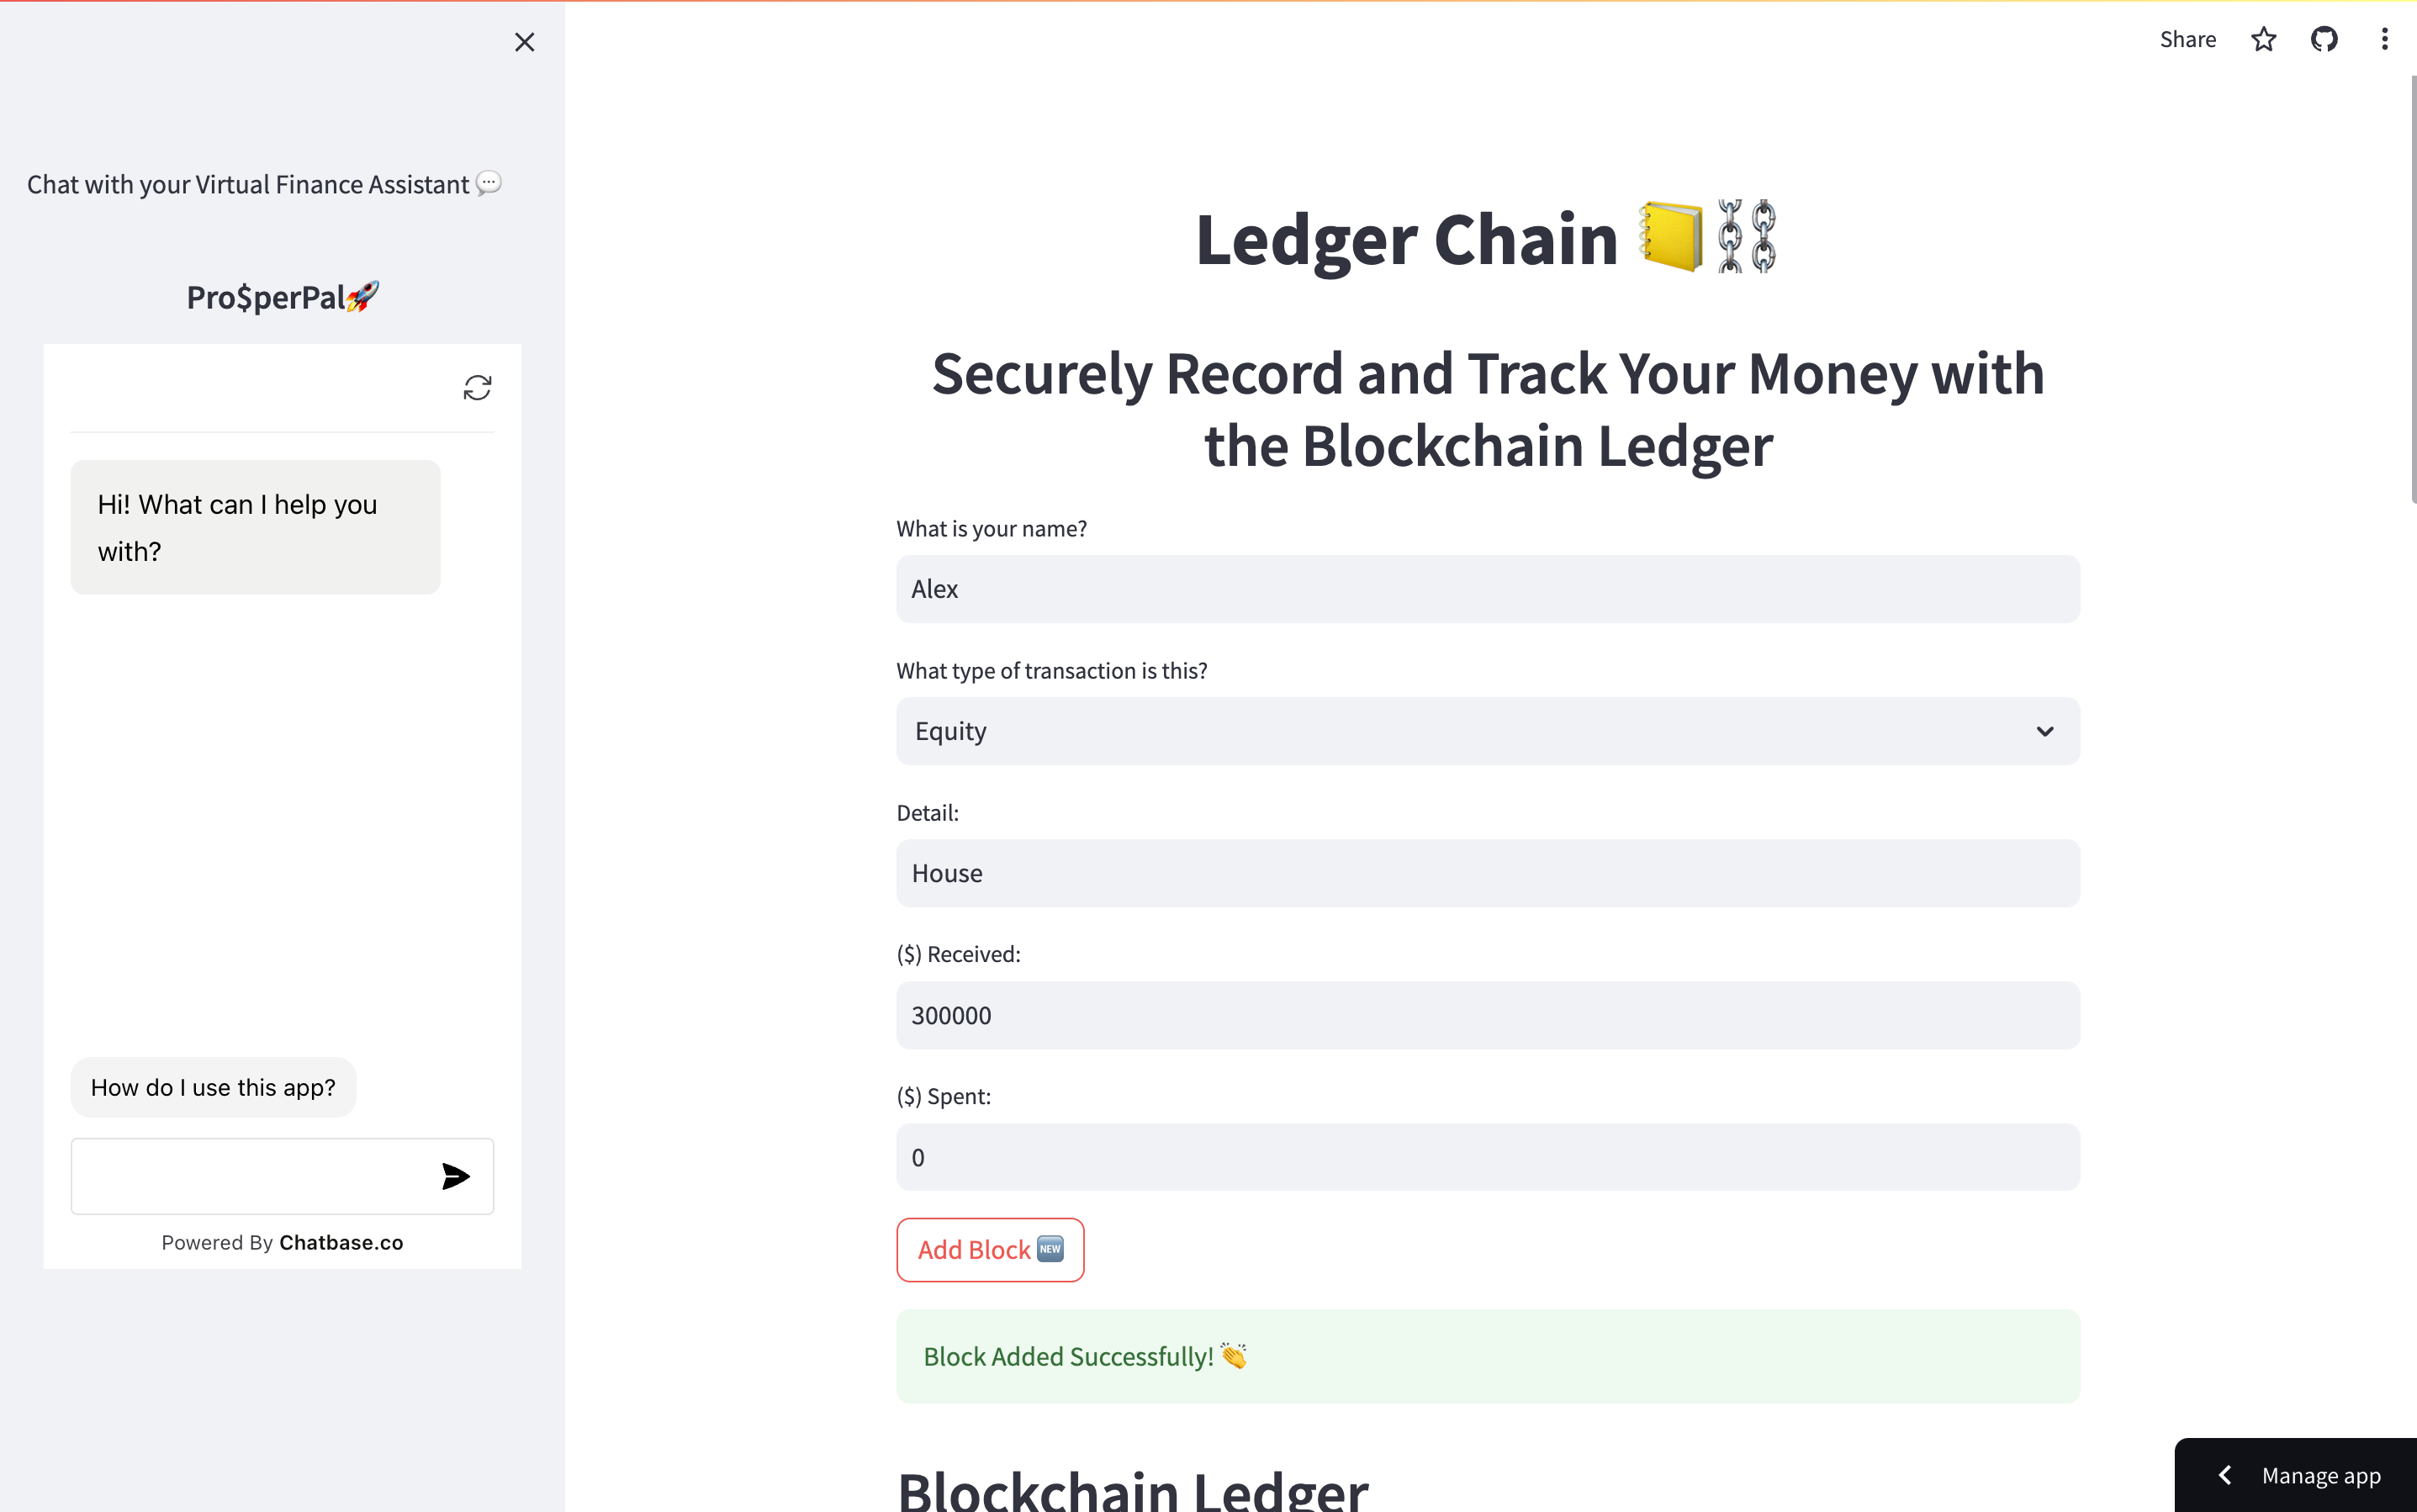 Share
Chat with your Virtual Finance Assistant 💬
Pro$perPal🚀
Hi! What can I help you
with?
How do I use this app?
Powered By Chatbase.co
Ledger Chain 📒⛓
Securely Record and Track Your Money with
the Blockchain Ledger
What is your name?
Alex
What type of transaction is this?
Equity
Detail:
House
($) Received:
300000
($) Spent:
0
Add Block 🆕
Block Added Successfully! 👏
Blockchain Ledger
Manage app